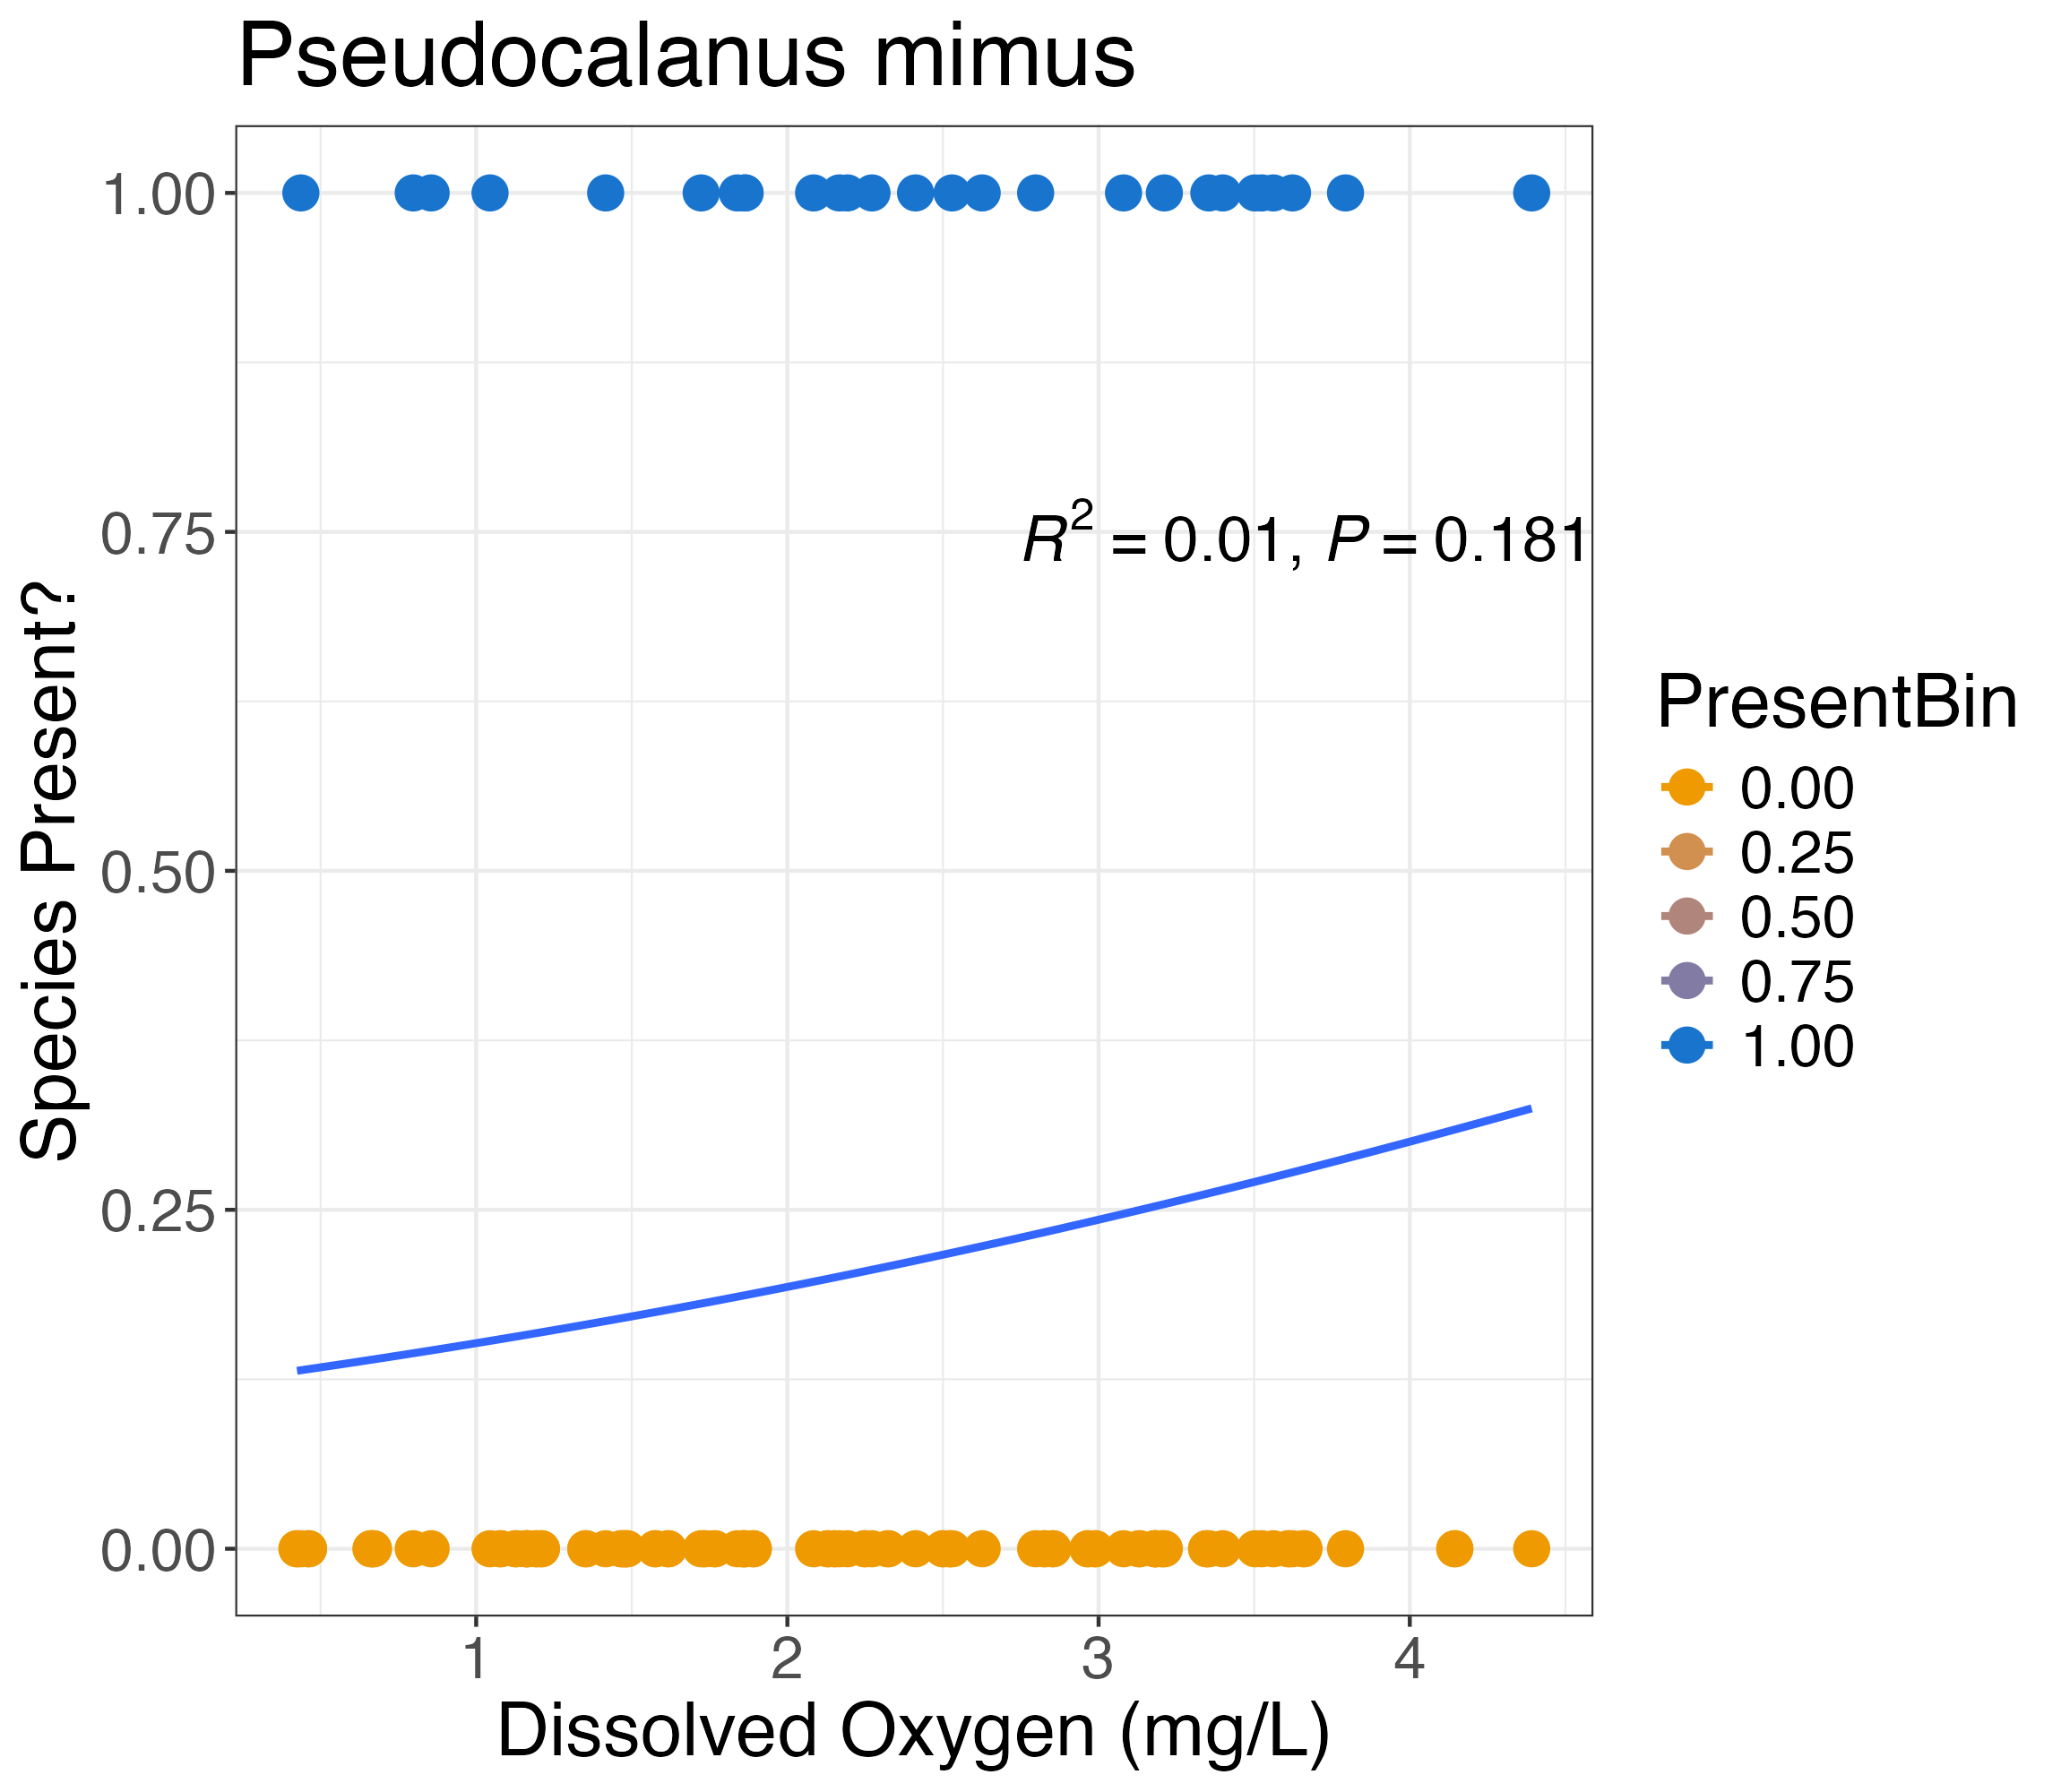 Pseudocalanus mimus
1.00
0.75
0.50
0.25
0.00
Species Present?
R² = 0.01, P = 0.181
1 2 3 4
Dissolved Oxygen (mg/L)
PresentBin
0.00
0.25
0.50
0.75
1.00